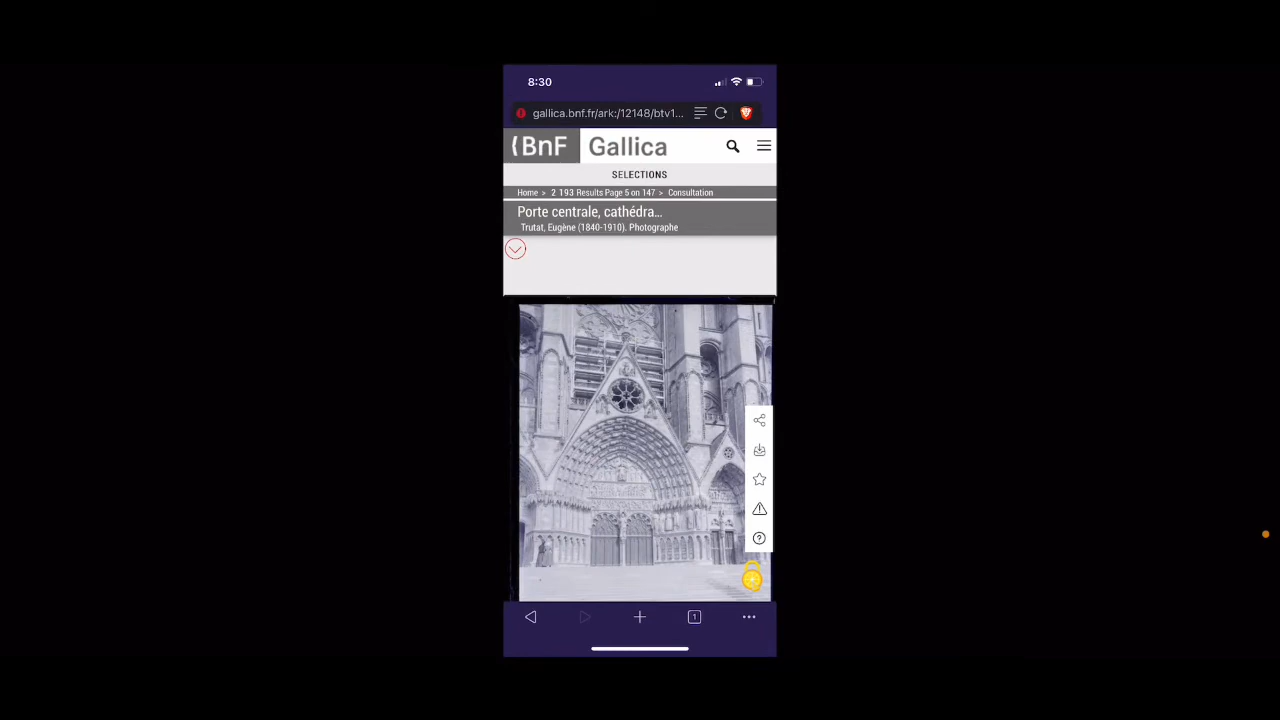 8:30
gallica.bnf.fr/ark:/12148/btv1...
BnF Gallica
SELECTIONS
Home > 2 193 Results Page 5 on 147 > Consultation
Porte centrale, cathédra...
Trutat, Eugène (1840-1910). Photographe
1